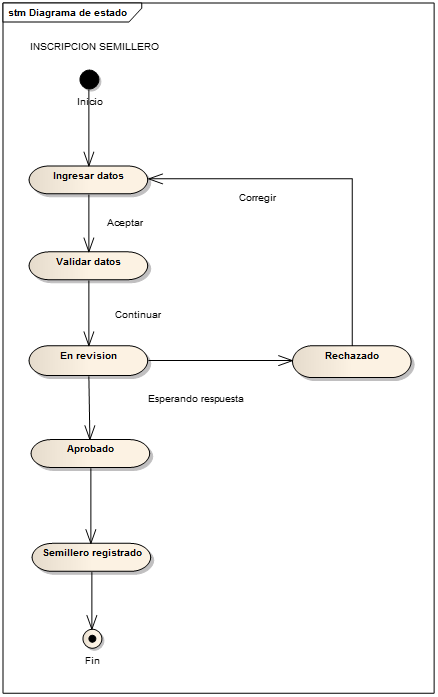 stm Diagrama de estado
INSCRIPCION SEMILLERO
Inicio
Ingresar datos
Corregir
Aceptar
Validar datos
Continuar
En revision
Rechazado
Esperando respuesta
Aprobado
Semillero registrado
Fin